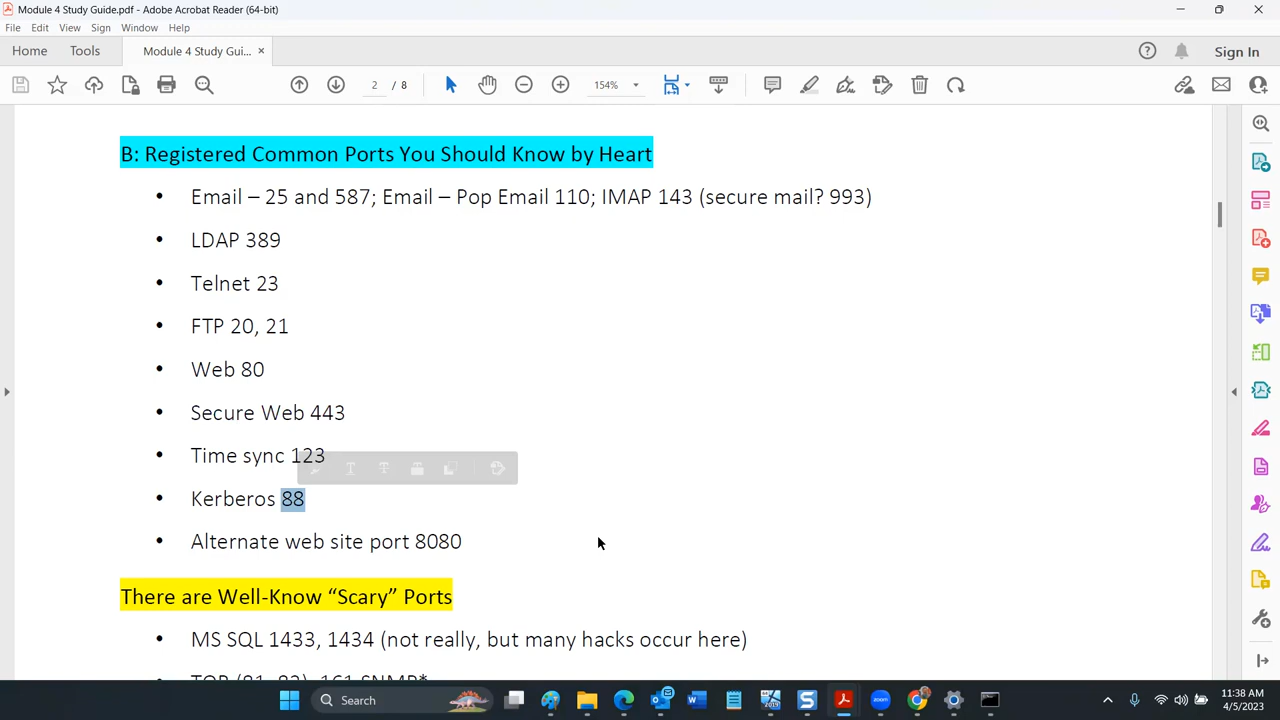 Module 4 Study Guide.pdf - Adobe Acrobat Reader (64-bit)
File Edit View Sign Window Help
Home Tools Module 4 Study Gui... × Sign In
2 / 8 154%
B: Registered Common Ports You Should Know by Heart
• Email – 25 and 587; Email – Pop Email 110; IMAP 143 (secure mail? 993)
• LDAP 389
• Telnet 23
• FTP 20, 21
• Web 80
• Secure Web 443
• Time sync 123
• Kerberos 88
• Alternate web site port 8080
There are Well-Know “Scary” Ports
• MS SQL 1433, 1434 (not really, but many hacks occur here)
161 SNMP*
Search
2019
zoom
11:38 AM
4/5/2023